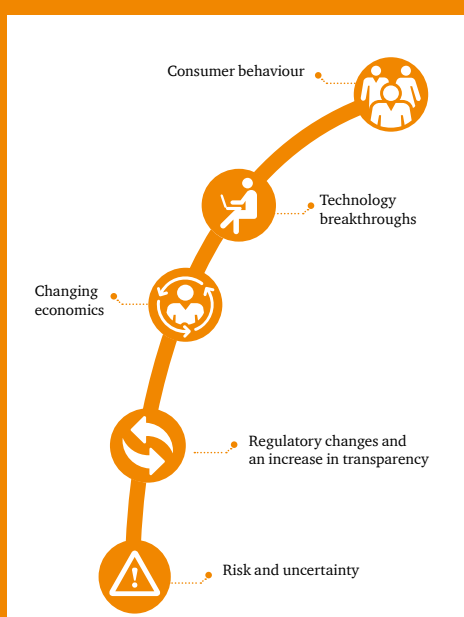 Consumer behaviour
Technology
breakthroughs
Changing
economics
Regulatory changes and
an increase in transparency
Risk and uncertainty